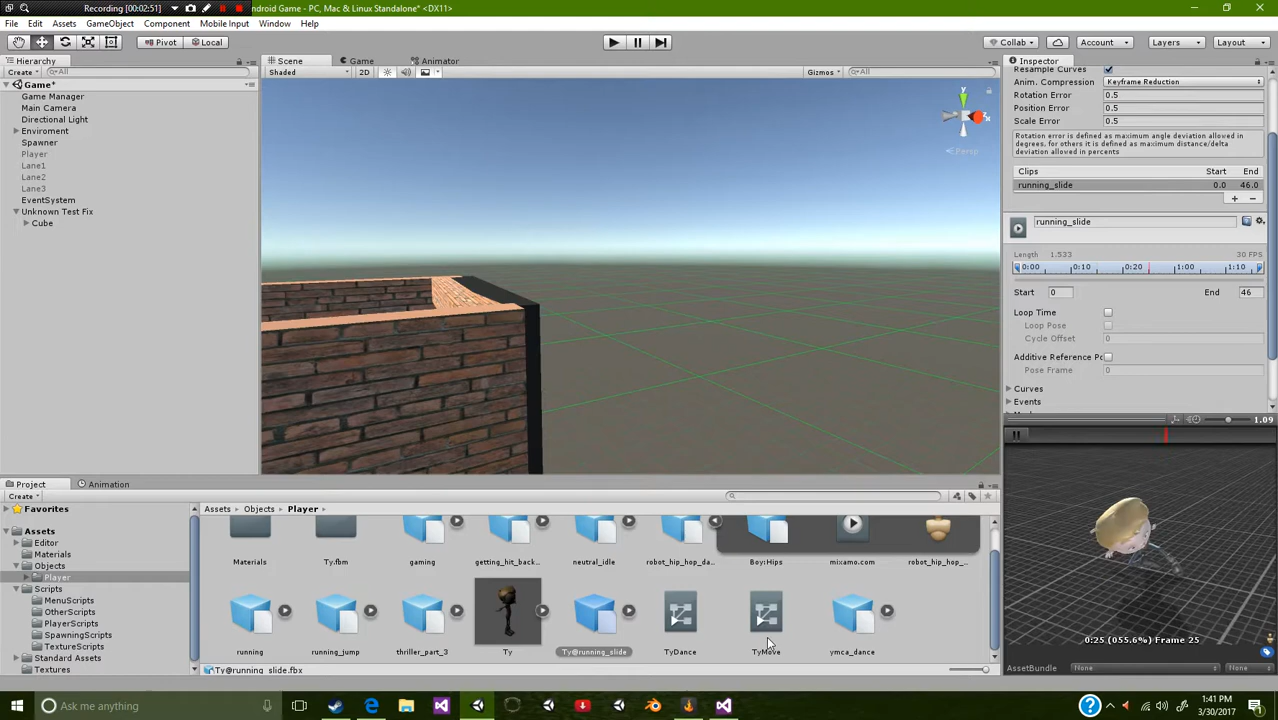 Recording [00:02:51]
ndroid Game - PC, Mac & Linux Standalone* <DX11>
File Edit Assets GameObject Component Mobile Input Window Help
Pivot Local Collab Account Layers Layout
Hierarchy Scene Game Animator Inspector
Create All Shaded 2D Gizmos All
Game*
Event Manager
Main Camera
Directional Light
Enviroment
Spawner
Player
Lane1
Lane2
Lane3
EventSystem
Unknown Test Fix
Cube
y
Persp
Resample Curves
Anim. Compression Keyframe Reduction
Rotation Error 0.5
Position Error 0.5
Scale Error 0.5
Rotation error is defined as maximum angle deviation allowed in
degrees, for others it is defined as maximum distance/delta
deviation allowed in percents
Clips Start End
running_slide 0.0 46.0
running_slide
Length 1.533 30 FPS
0:00 0:10 0:20 1:00 1:10
Start 0 End 46
Loop Time
Loop Pose
Cycle Offset 0
Additive Reference Po
Pose Frame 0
Curves
Events
1.09
0:25 (055.6%) Frame 25
AssetBundle None None
Project Animation
Create
Favorites
Assets
Editor
Materials
Objects
Player
Scripts
MenuScripts
OtherScripts
PlayerScripts
SpawningScripts
TextureScripts
Standard Assets
Textures
Assets Objects Player
Materials Ty.fbm gaming getting_hit_back... neutral_idle robot_hip_hop_da... Boy:Hips mixamo.com robot_hip_hop_...
running running_jump thriller_part_3 Ty Ty@running_slide TyDance TyMove ymca_dance
Ty@running_slide.fbx
Ask me anything
1:41 PM
3/30/2017